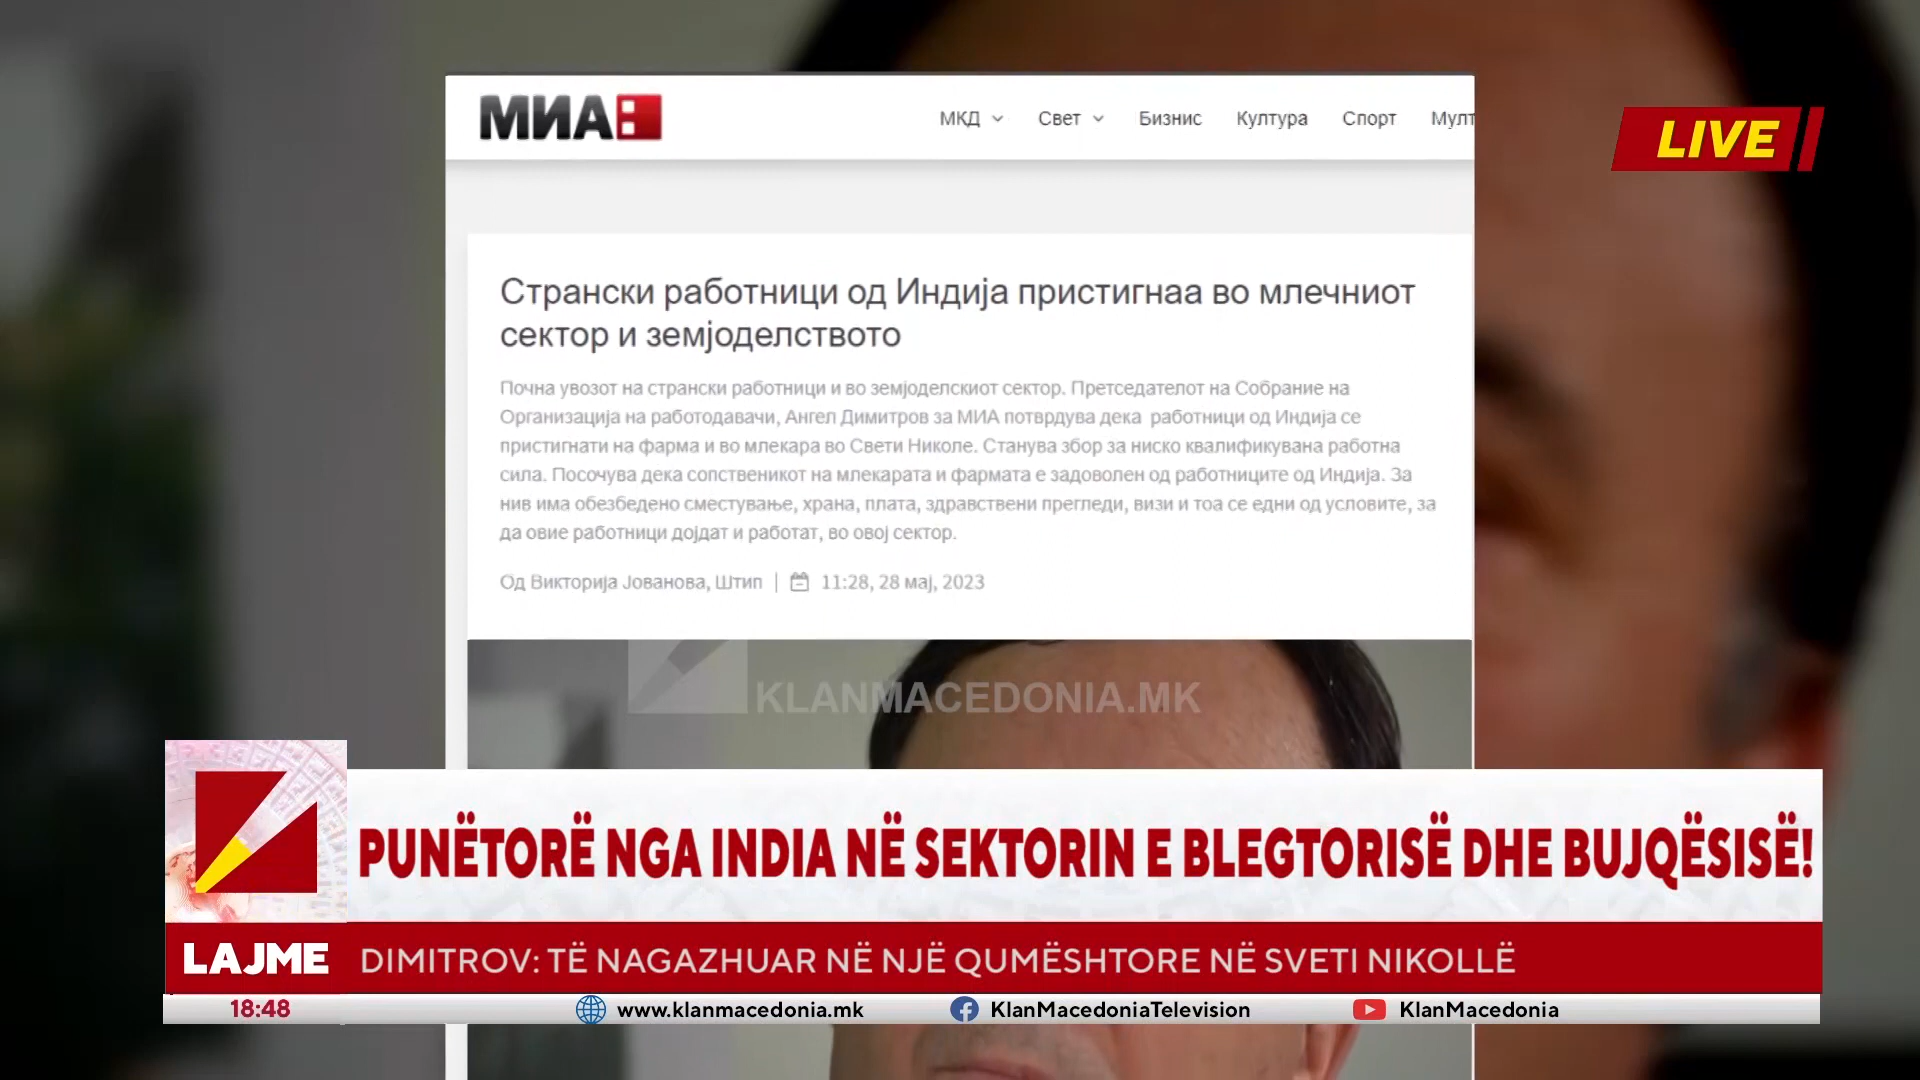 МИА
МКД Свет Бизнис Култура Спорт Мулт
LIVE
Странски работници од Индија пристигнаа во млечниот
сектор и земјоделството
Почна увозот на странски работници и во земјоделскиот сектор. Претседателот на Собрание на
Организација на работодавачи, Ангел Димитров за МИА потврдува дека работници од Индија се
пристигнати на фарма и во млекара во Свети Николе. Станува збор за ниско квалификувана работна
сила. Посочува дека сопственикот на млекарата и фармата е задоволен од работниците од Индија. За
нив има обезбедено сместување, храна, плата, здравствени прегледи, визи и тоа се едни од условите, за
да овие работници дојдат и работат, во овој сектор.
Од Викторија Јованова, Штип | 11:28, 28 мај, 2023
KLANMACEDONIA.MK
PUNËTORË NGA INDIA NË SEKTORIN E BLEGTORISË DHE BUJQËSISË!
LAJME DIMITROV: TË NAGAZHUAR NË NJË QUMËSHTORE NË SVETI NIKOLLË
18:48 www.klanmacedonia.mk KlanMacedoniaTelevision KlanMacedonia